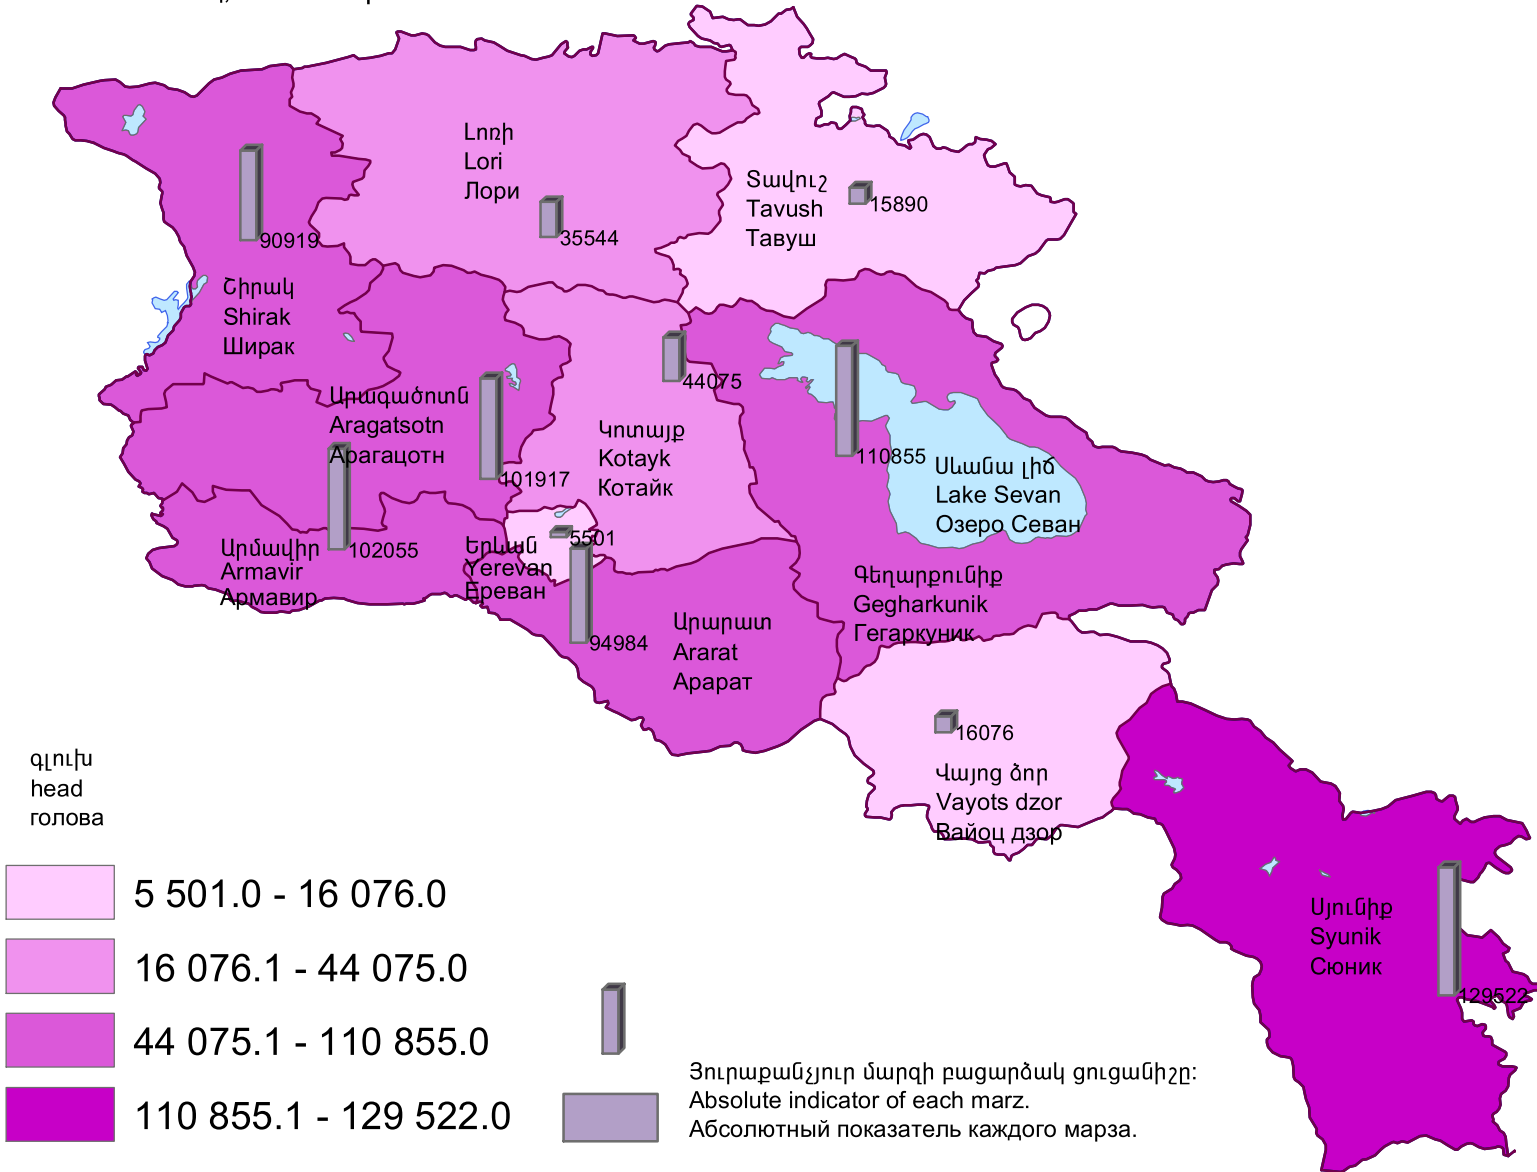 Լոռի
Lori
Лори
35544
Տավուշ
Tavush
Тавуш
15890
90919
Շիրակ
Shirak
Ширак
44075
Արագածոտն
Aragatsotn
Арагацотн
101917
Կոտայք
Kotayk
Котайк
110855
Սևանա լիճ
Lake Sevan
Озеро Севан
102055
Արմավիր
Armavir
Армавир
5501
Երևան
Yerevan
Ереван
94984
Արարատ
Ararat
Арарат
Գեղարքունիք
Gegharkunik
Гегаркуник
16076
Վայոց ձոր
Vayots dzor
Вайоц дзор
Սյունիք
Syunik
Сюник
129522
գլուխ
head
голова
5 501.0 - 16 076.0
16 076.1 - 44 075.0
44 075.1 - 110 855.0
110 855.1 - 129 522.0
Յուրաքանչյուր մարզի բացարձակ ցուցանիշը:
Absolute indicator of each marz.
Абсолютный показатель каждого марза.